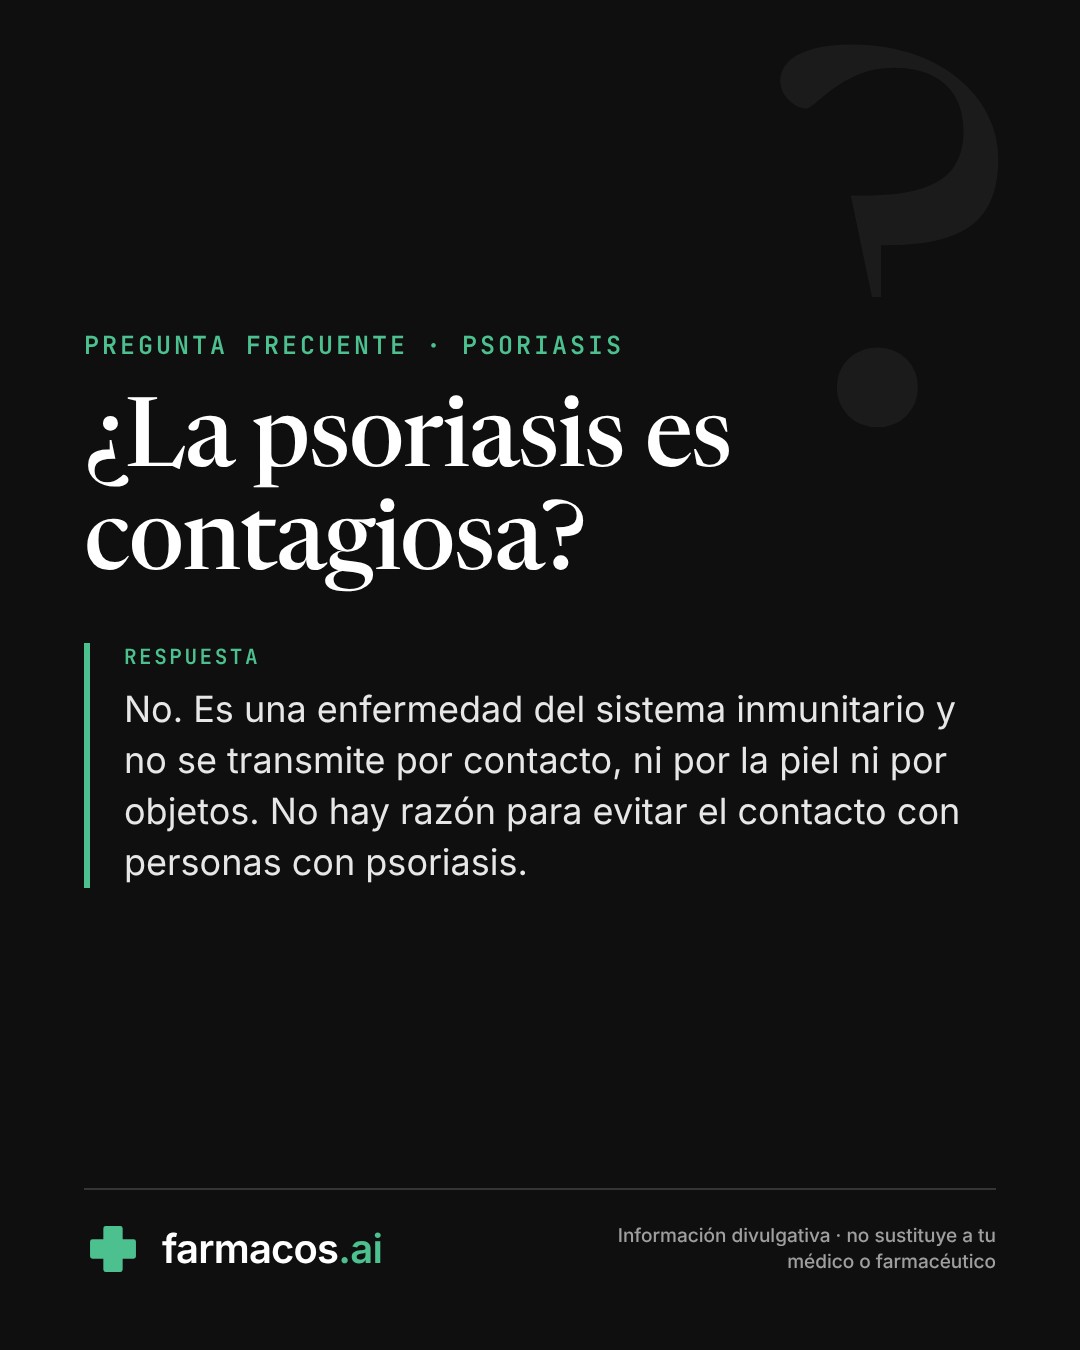 PREGUNTA FRECUENTE · PSORIASIS
¿La psoriasis es
contagiosa?
RESPUESTA
No. Es una enfermedad del sistema inmunitario y
no se transmite por contacto, ni por la piel ni por
objetos. No hay razón para evitar el contacto con
personas con psoriasis.
farmacos.ai
Información divulgativa · no sustituye a tu
médico o farmacéutico